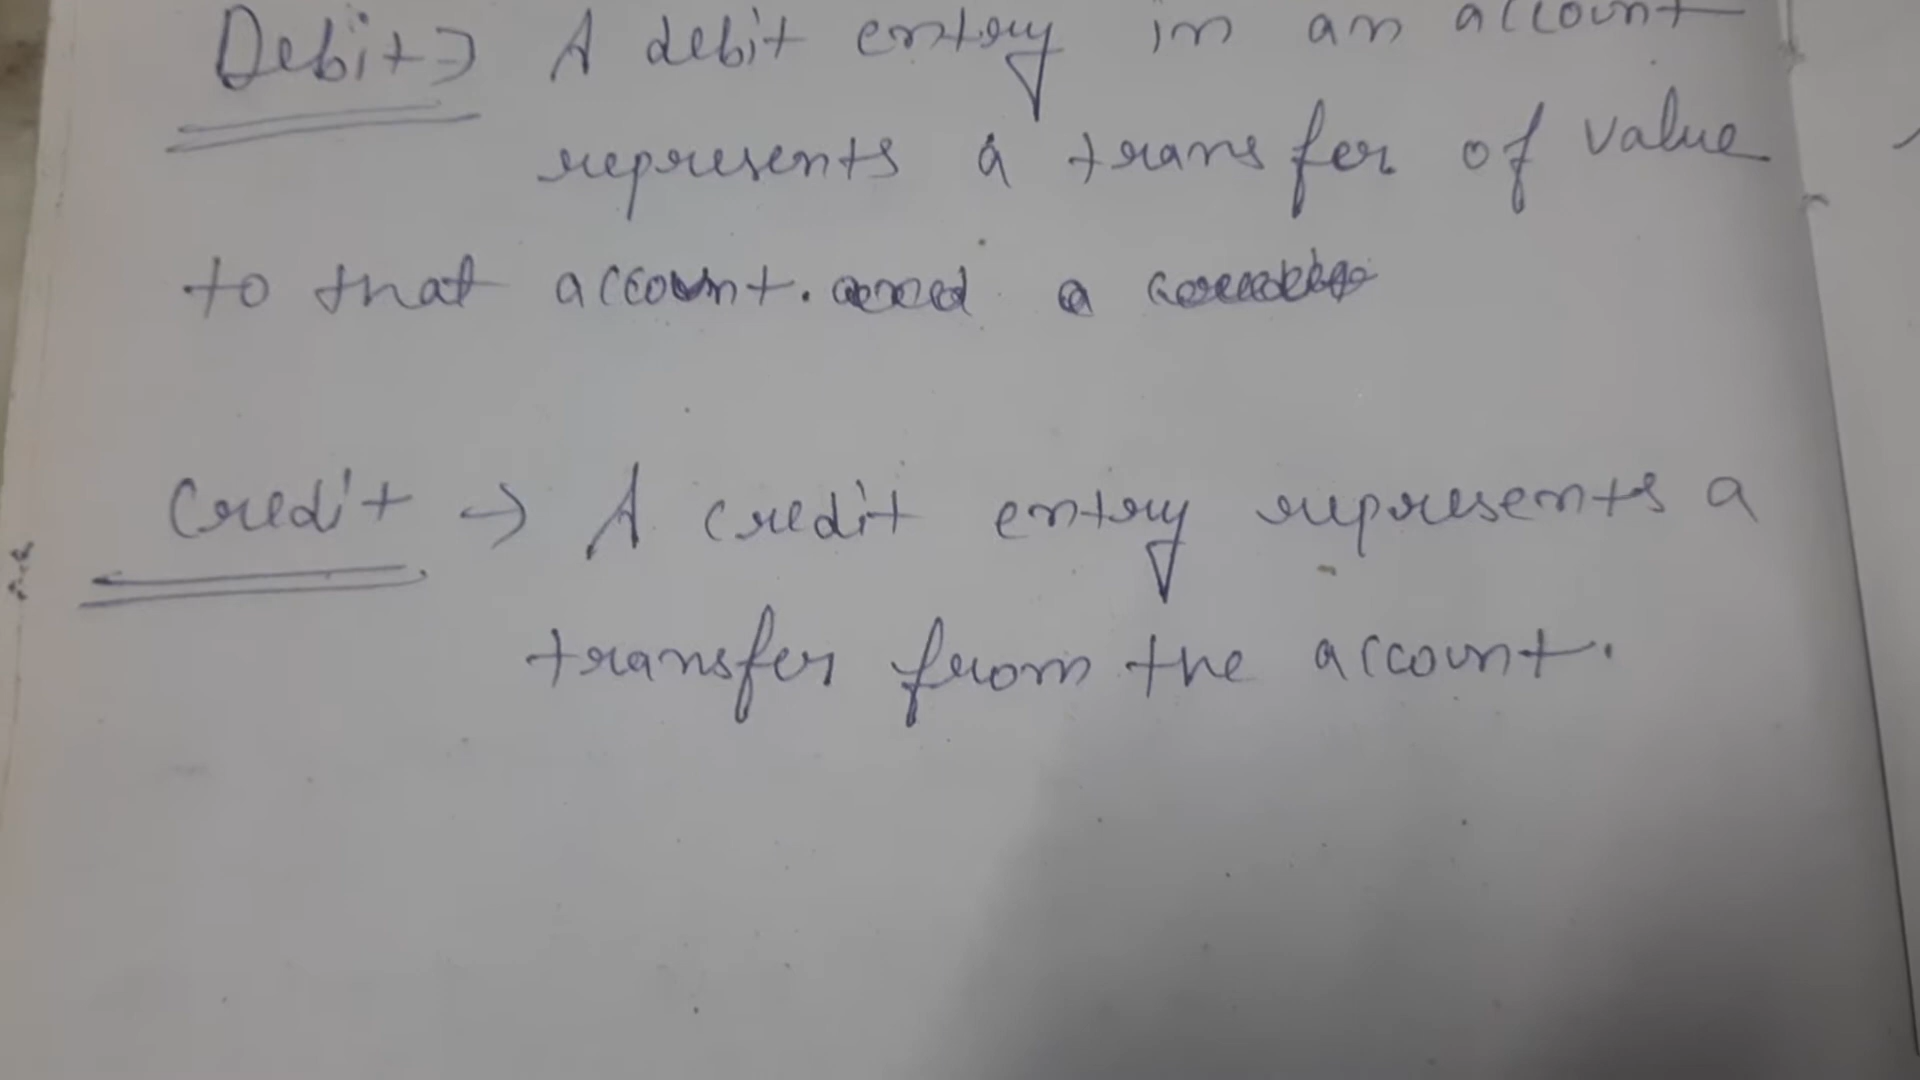 Debit → A debit entry in an account
represents a transfer of value
to that account. and a
Credit → A credit entry represents a
transfer from the account.